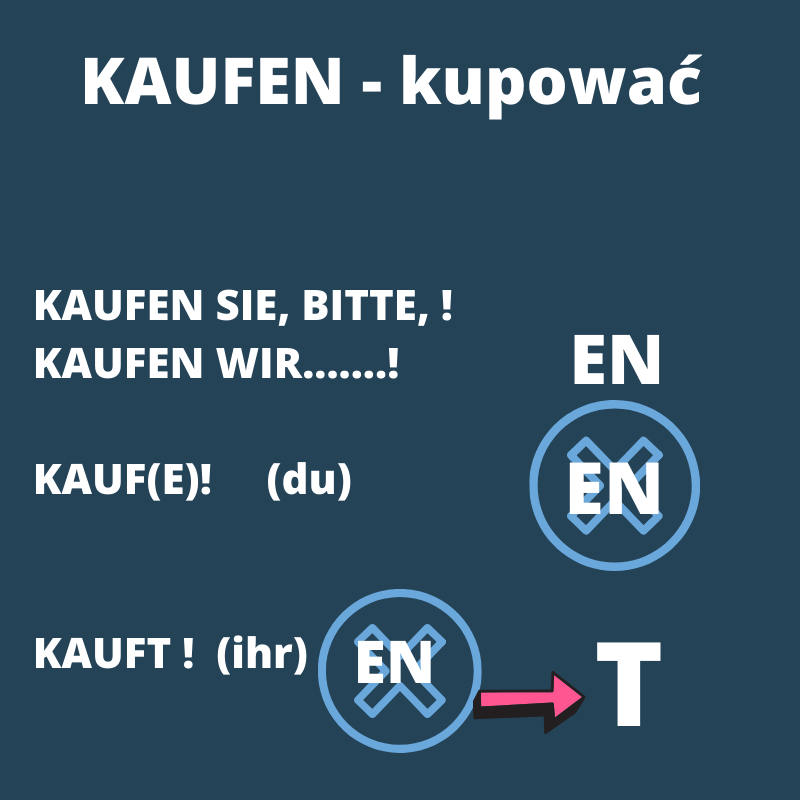 KAUFEN - kupować
KAUFEN SIE, BITTE, !
KAUFEN WIR.......!
EN
KAUF(E)! (du)
EN
KAUFT ! (ihr)
EN
T